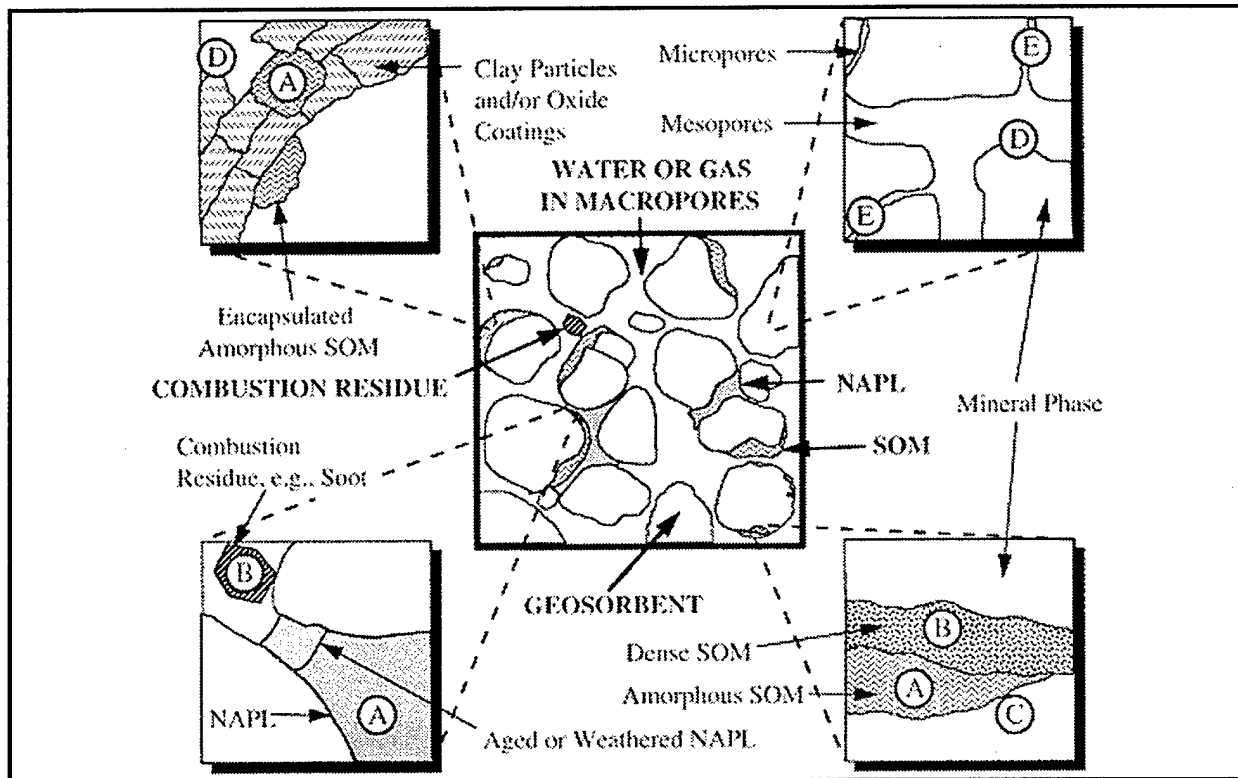 D
A
Clay Particles
and/or Oxide
Coatings
Encapsulated
Amorphous SOM
Micropores
Mesopores
E
D
E
WATER OR GAS
IN MACROPORES
COMBUSTION RESIDUE
NAPL
SOM
GEOSORBENT
Mineral Phase
Combustion
Residue, e.g., Soot
B
A
NAPL
Aged or Weathered NAPL
Dense SOM
Amorphous SOM
B
A
C